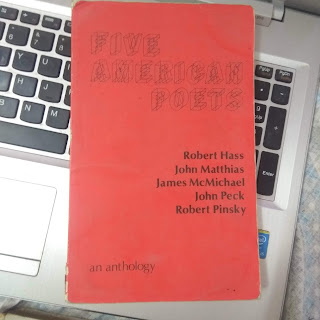 FIVE
AMERICAN
POETS
Robert Hass
John Matthias
James McMichael
John Peck
Robert Pinsky
an anthology